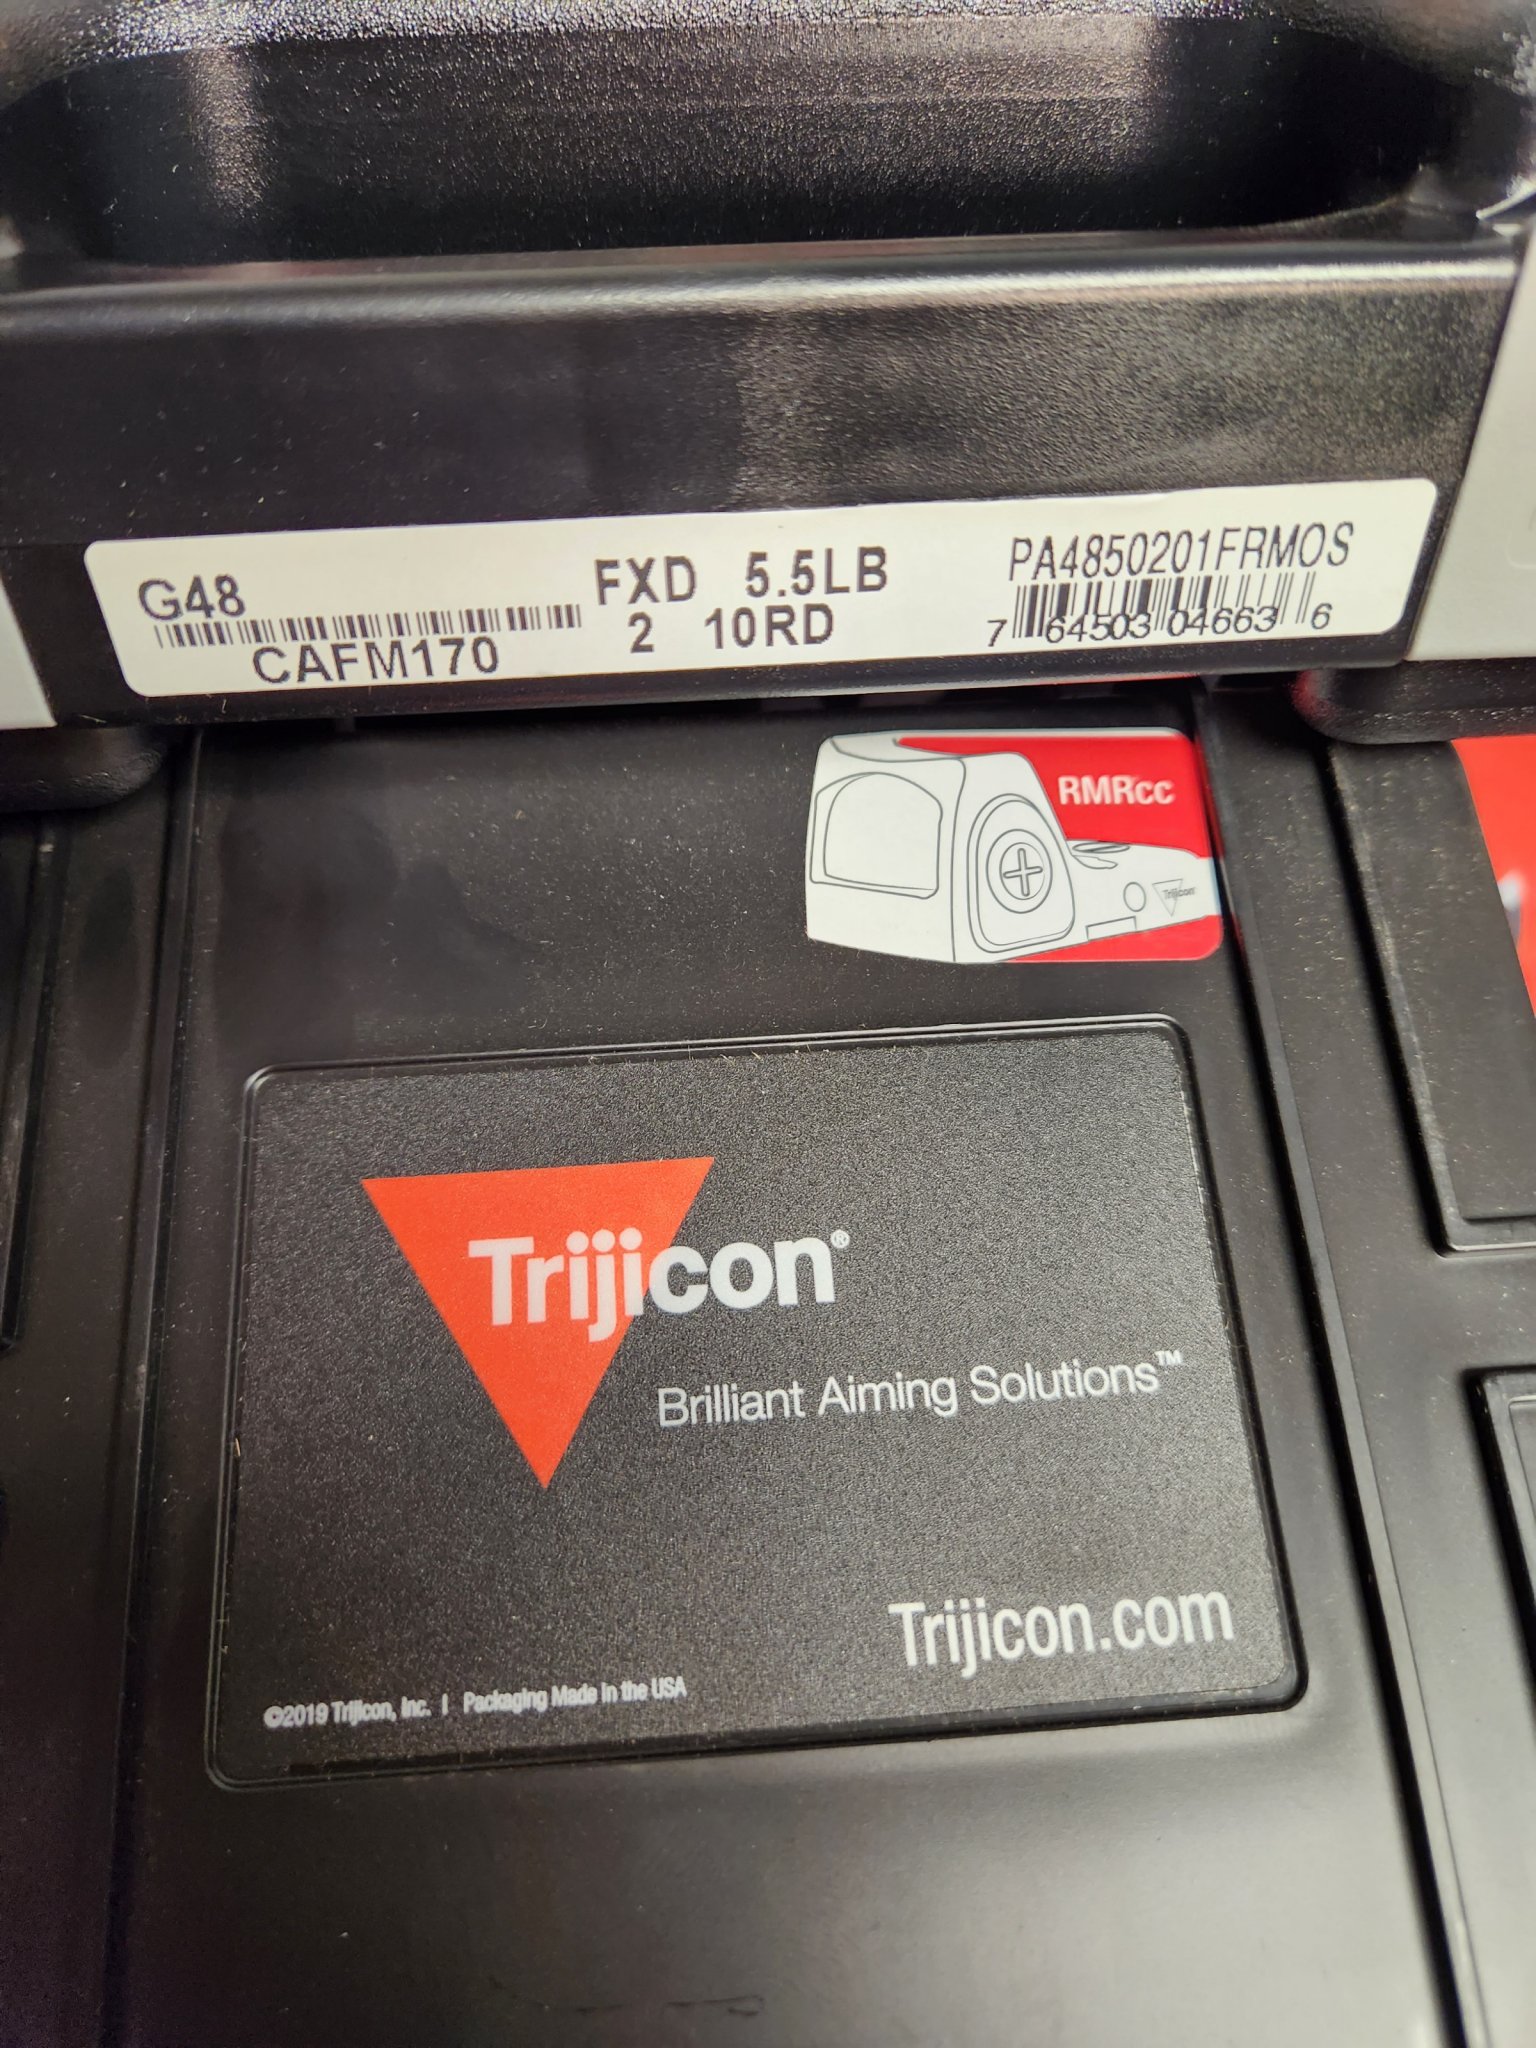 G48
FXD 5.5LB
PA4850201FRMOS
CAFM170
2 10RD
7 64503 04663 6
RMRcc
Trijicon
Trijicon®
Brilliant Aiming Solutions™
Trijicon.com
©2019 Trijicon, Inc. | Packaging Made in the USA